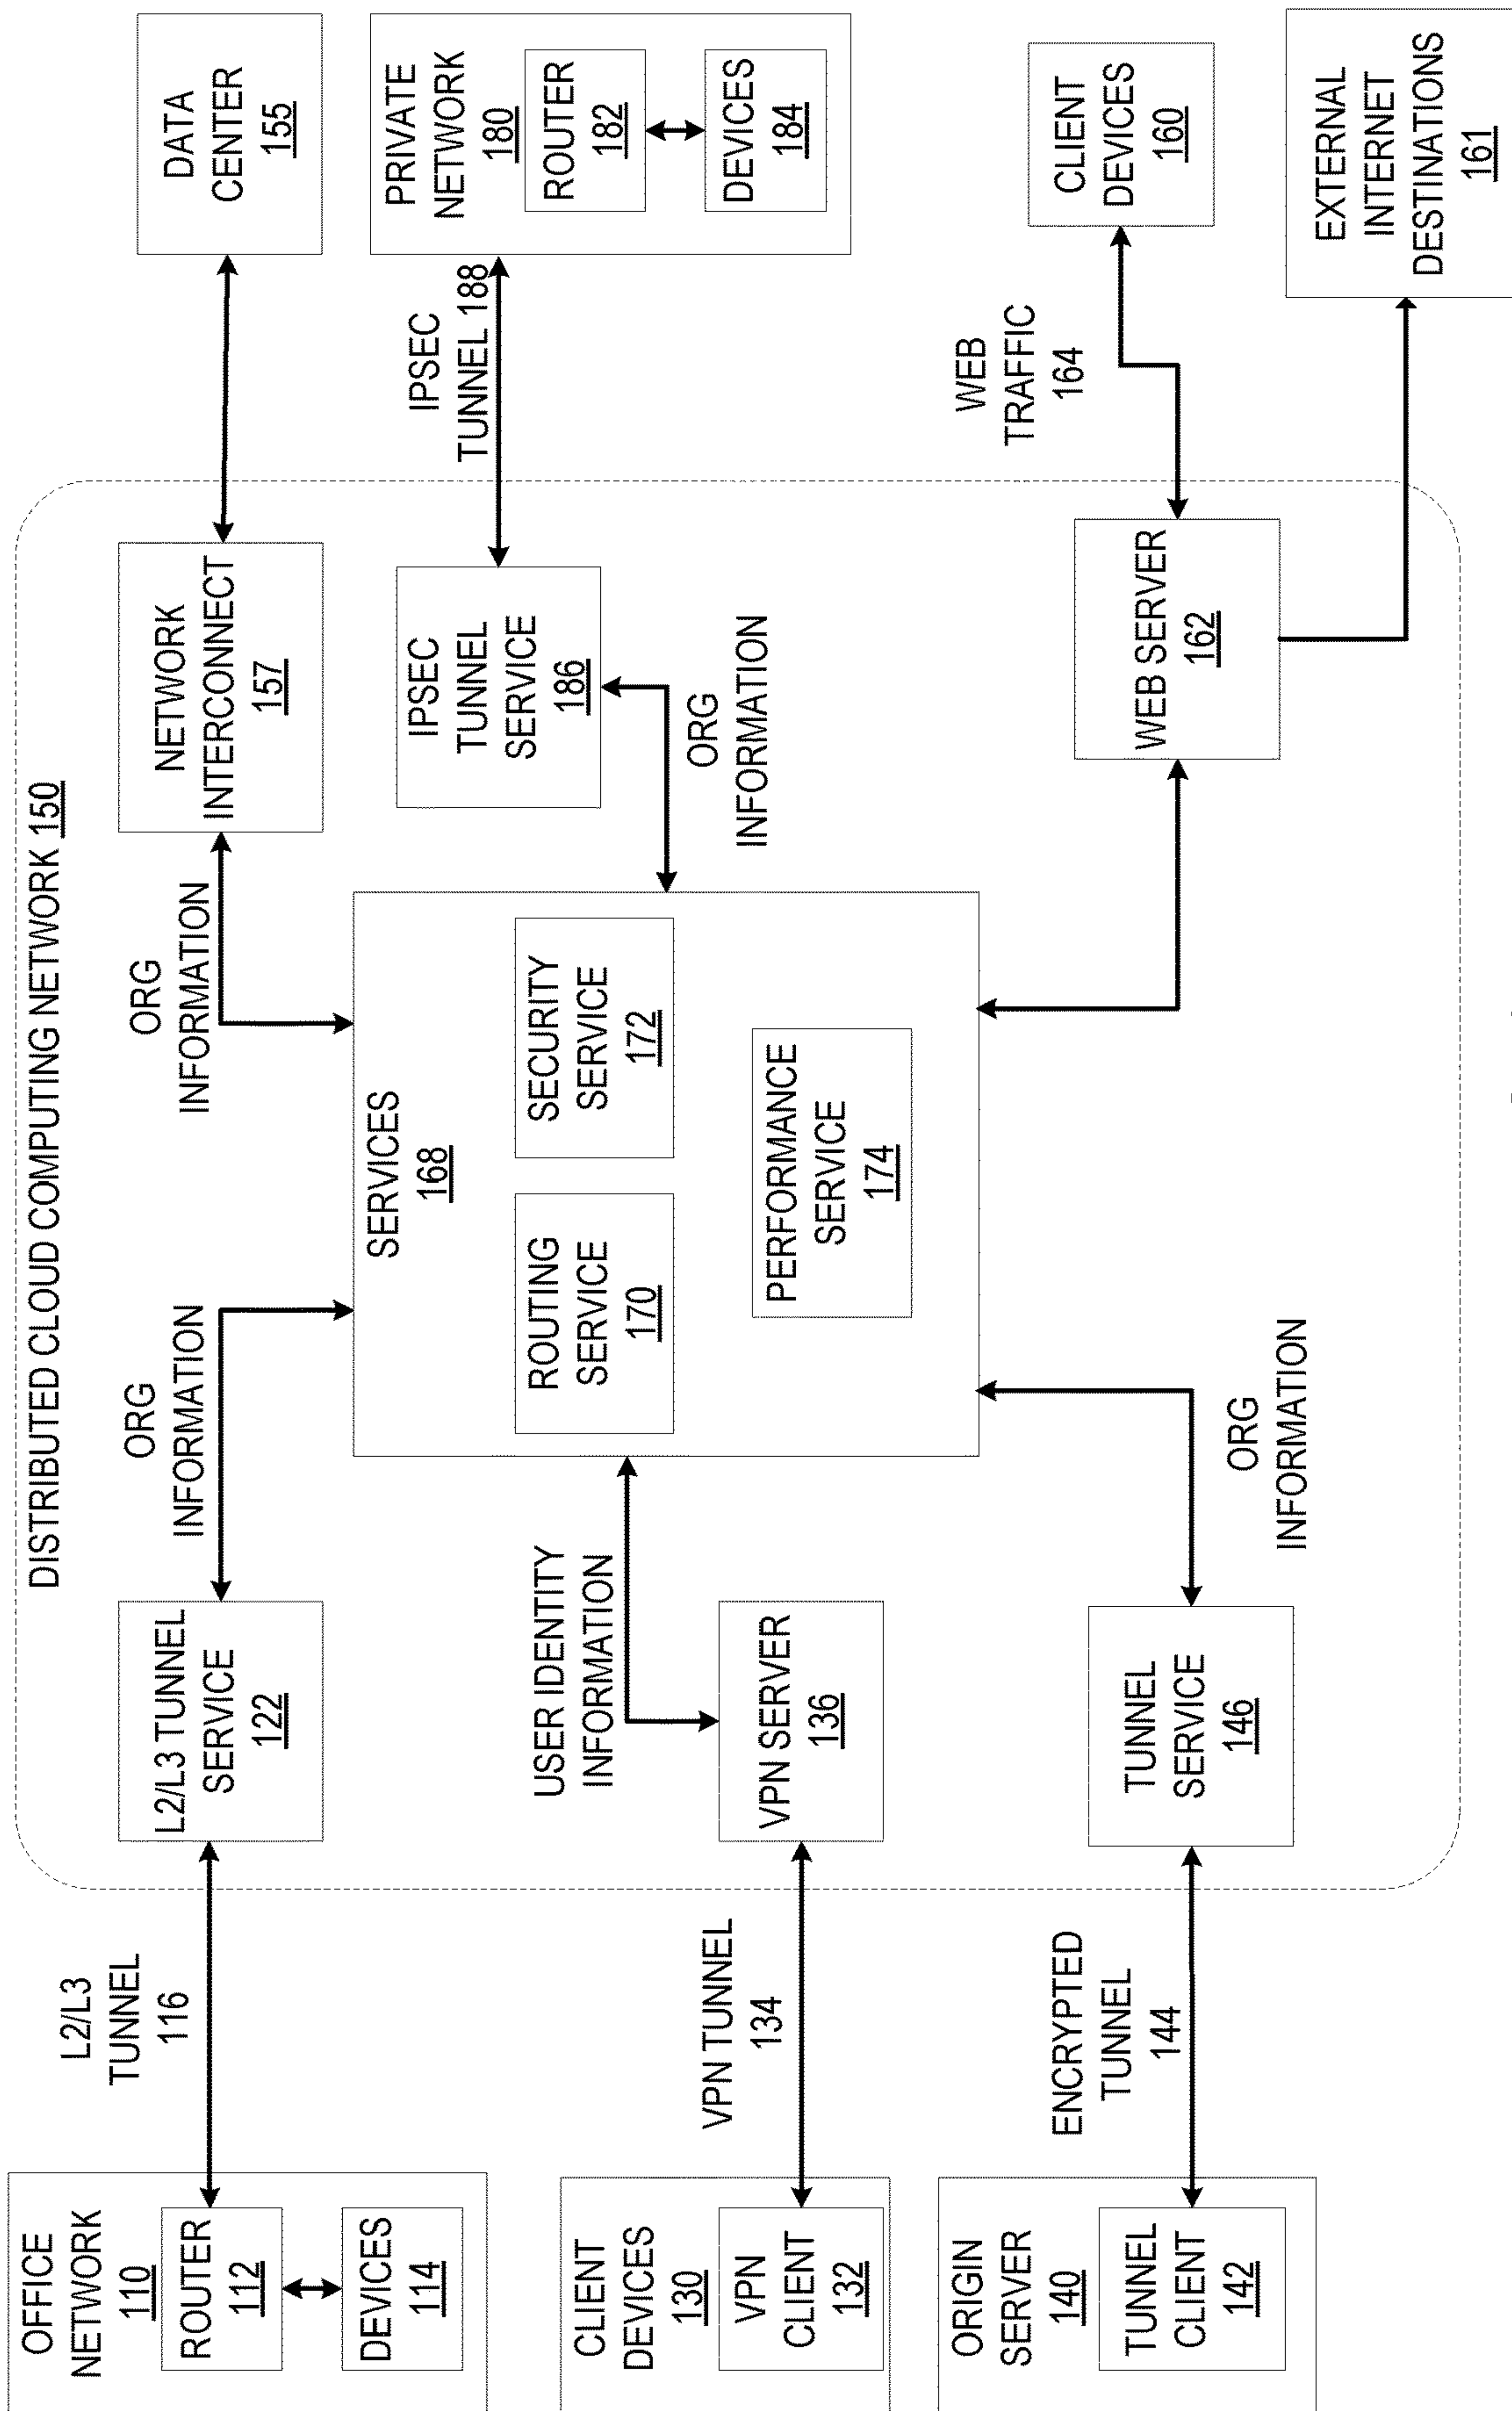 DISTRIBUTED CLOUD COMPUTING NETWORK 150
OFFICE
NETWORK
110
ROUTER
112
DEVICES
114
L2/L3
TUNNEL
116
L2/L3 TUNNEL
SERVICE
122
ORG
INFORMATION
ORG
INFORMATION
NETWORK
INTERCONNECT
157
DATA
CENTER
155
CLIENT
DEVICES
130
VPN
CLIENT
132
VPN TUNNEL
134
VPN SERVER
136
USER IDENTITY
INFORMATION
SERVICES
168
ROUTING
SERVICE
170
SECURITY
SERVICE
172
PERFORMANCE
SERVICE
174
IPSEC
TUNNEL
SERVICE
186
ORG
INFORMATION
IPSEC
TUNNEL 188
PRIVATE
NETWORK
180
ROUTER
182
DEVICES
184
ORIGIN
SERVER
140
TUNNEL
CLIENT
142
ENCRYPTED
TUNNEL
144
TUNNEL
SERVICE
146
ORG
INFORMATION
WEB SERVER
162
WEB
TRAFFIC
164
CLIENT
DEVICES
160
EXTERNAL
INTERNET
DESTINATIONS
161